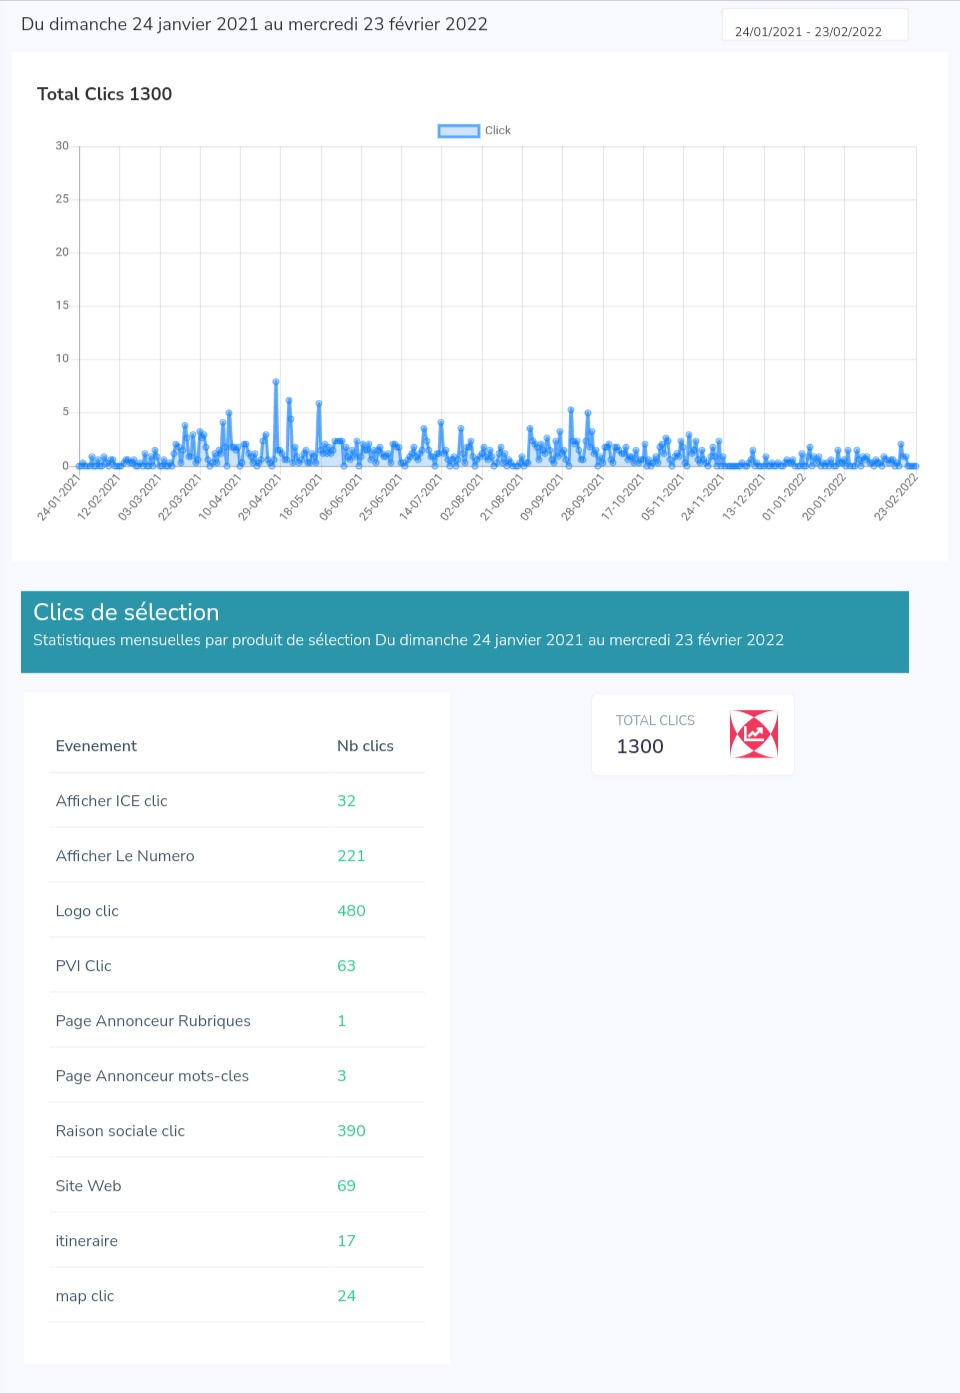 Du dimanche 24 janvier 2021 au mercredi 23 février 2022
24/01/2021 - 23/02/2022
Total Clics 1300
Click
30
25
20
15
10
5
0
24-01-2021
12-02-2021
03-03-2021
22-03-2021
10-04-2021
29-04-2021
18-05-2021
06-06-2021
25-06-2021
14-07-2021
02-08-2021
21-08-2021
09-09-2021
28-09-2021
17-10-2021
05-11-2021
24-11-2021
13-12-2021
01-01-2022
20-01-2022
23-02-2022
Clics de sélection
Statistiques mensuelles par produit de sélection Du dimanche 24 janvier 2021 au mercredi 23 février 2022
TOTAL CLICS
1300
Evenement Nb clics
Afficher ICE clic 32
Afficher Le Numero 221
Logo clic 480
PVI Clic 63
Page Annonceur Rubriques 1
Page Annonceur mots-cles 3
Raison sociale clic 390
Site Web 69
itineraire 17
map clic 24